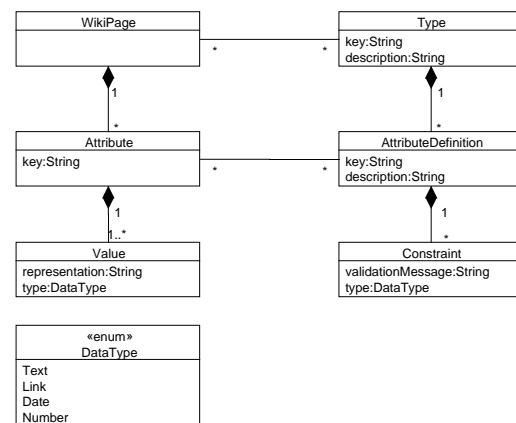 WikiPage
Type
key:String
description:String
*
*
1
1
*
*
Attribute
key:String
AttributeDefinition
key:String
description:String
*
*
1
1
1..*
*
Value
representation:String
type:DataType
Constraint
validationMessage:String
type:DataType
«enum»
DataType
Text
Link
Date
Number